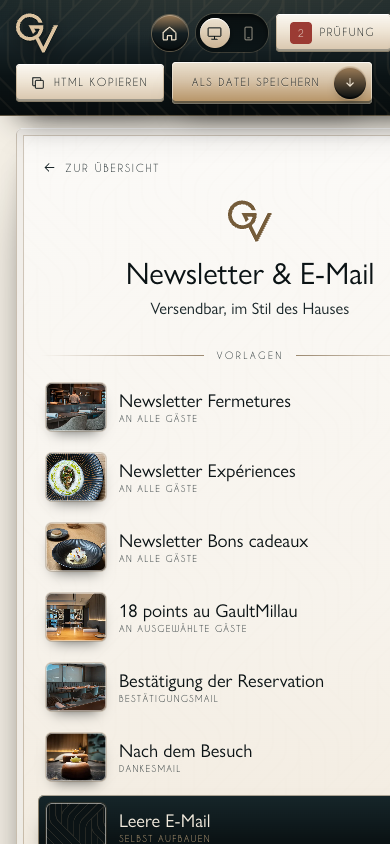 GV
2 PRÜFUNG
HTML KOPIEREN
ALS DATEI SPEICHERN
← ZUR ÜBERSICHT
GV
Newsletter & E-Mail
Versendbar, im Stil des Hauses
VORLAGEN
Newsletter Fermetures
AN ALLE GÄSTE
Newsletter Expériences
AN ALLE GÄSTE
Newsletter Bons cadeaux
AN ALLE GÄSTE
18 points au GaultMillau
AN AUSGEWÄHLTE GÄSTE
Bestätigung der Reservation
BESTÄTIGUNGSMAIL
Nach dem Besuch
DANKESMAIL
Leere E-Mail
SELBST AUFBAUEN